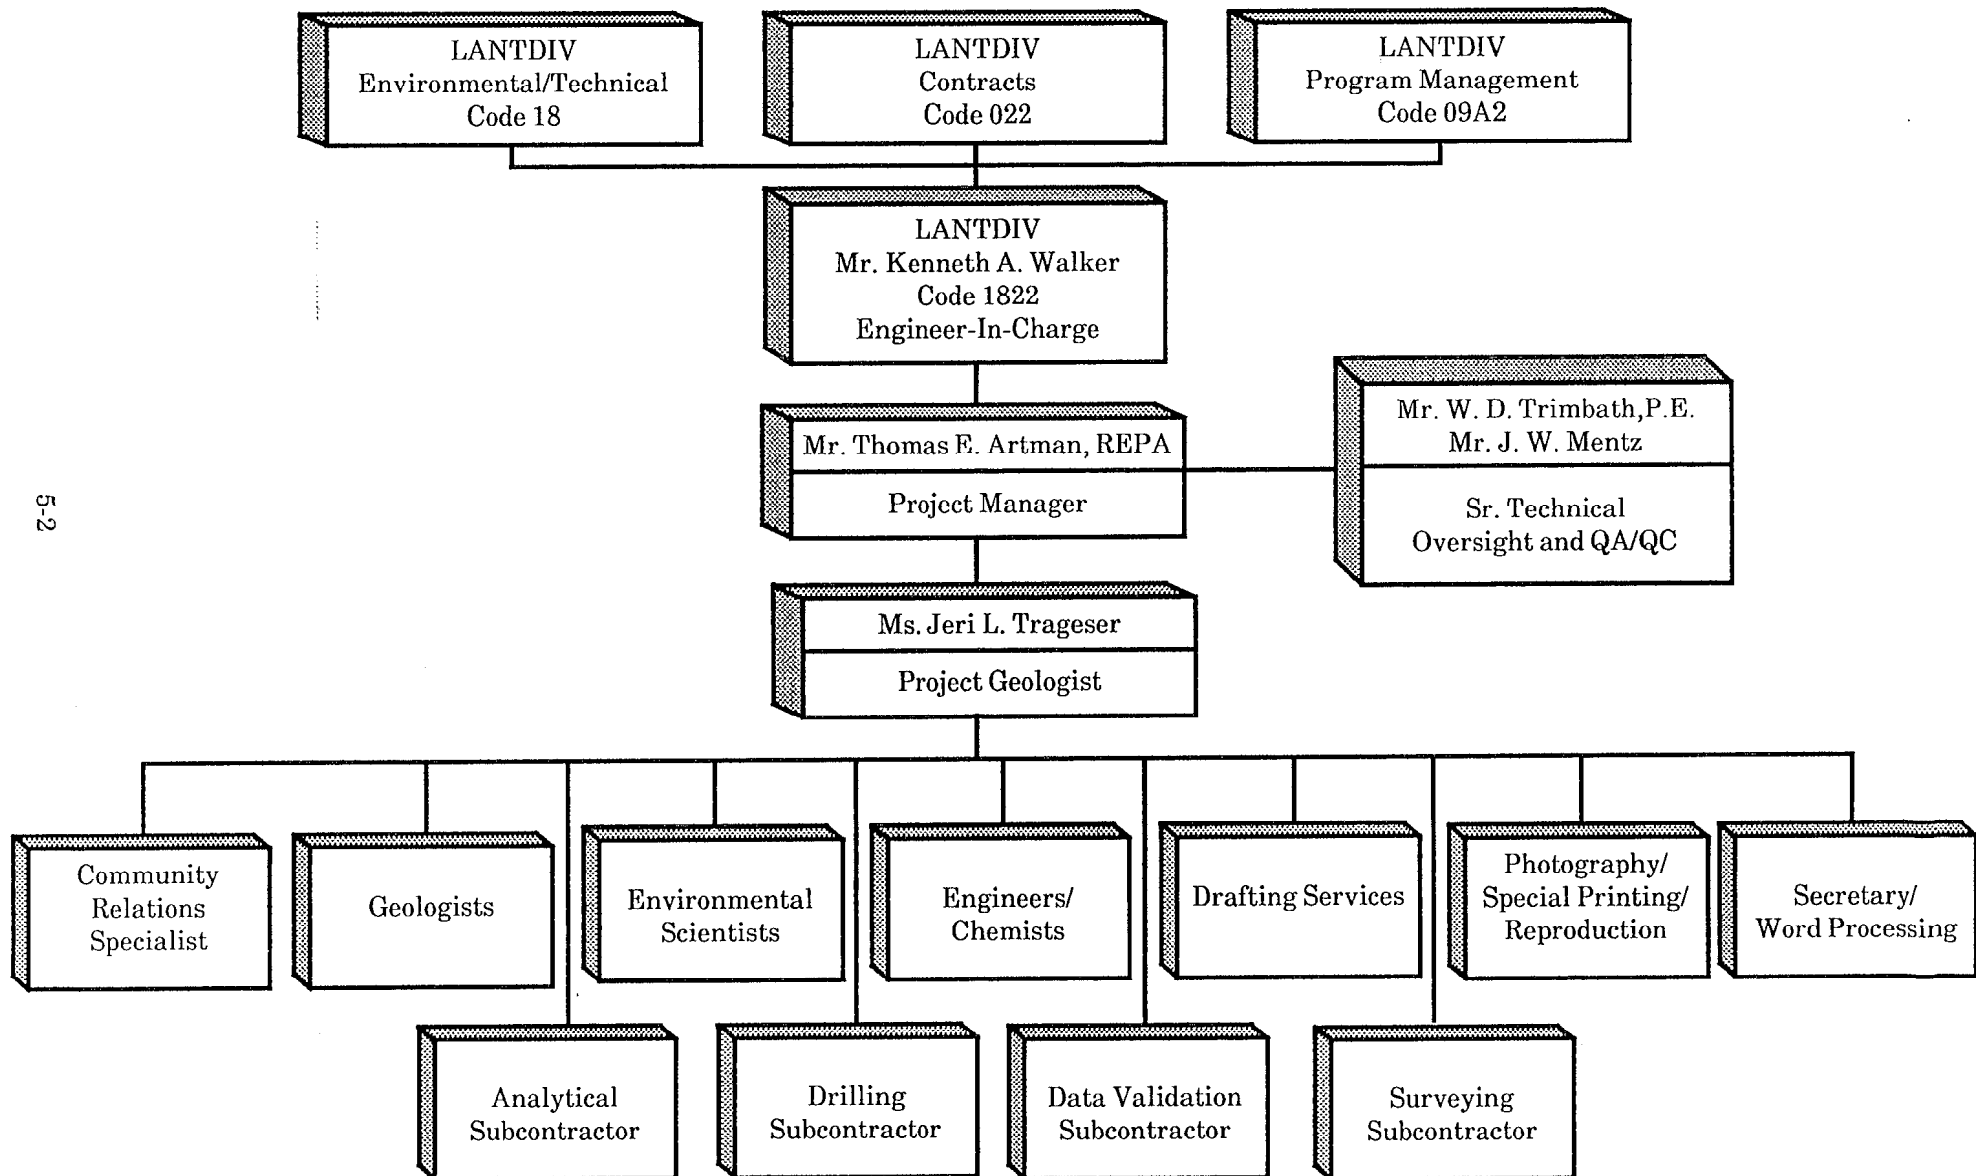 LANTDIV
Environmental/Technical
Code 18
LANTDIV
Contracts
Code 022
LANTDIV
Program Management
Code 09A2
LANTDIV
Mr. Kenneth A. Walker
Code 1822
Engineer-In-Charge
Mr. Thomas E. Artman, REPA
Project Manager
Mr. W. D. Trimbath,P.E.
Mr. J. W. Mentz
Sr. Technical
Oversight and QA/QC
5-2
Ms. Jeri L. Trageser
Project Geologist
Community
Relations
Specialist
Geologists
Environmental
Scientists
Engineers/
Chemists
Drafting Services
Photography/
Special Printing/
Reproduction
Secretary/
Word Processing
Analytical
Subcontractor
Drilling
Subcontractor
Data Validation
Subcontractor
Surveying
Subcontractor